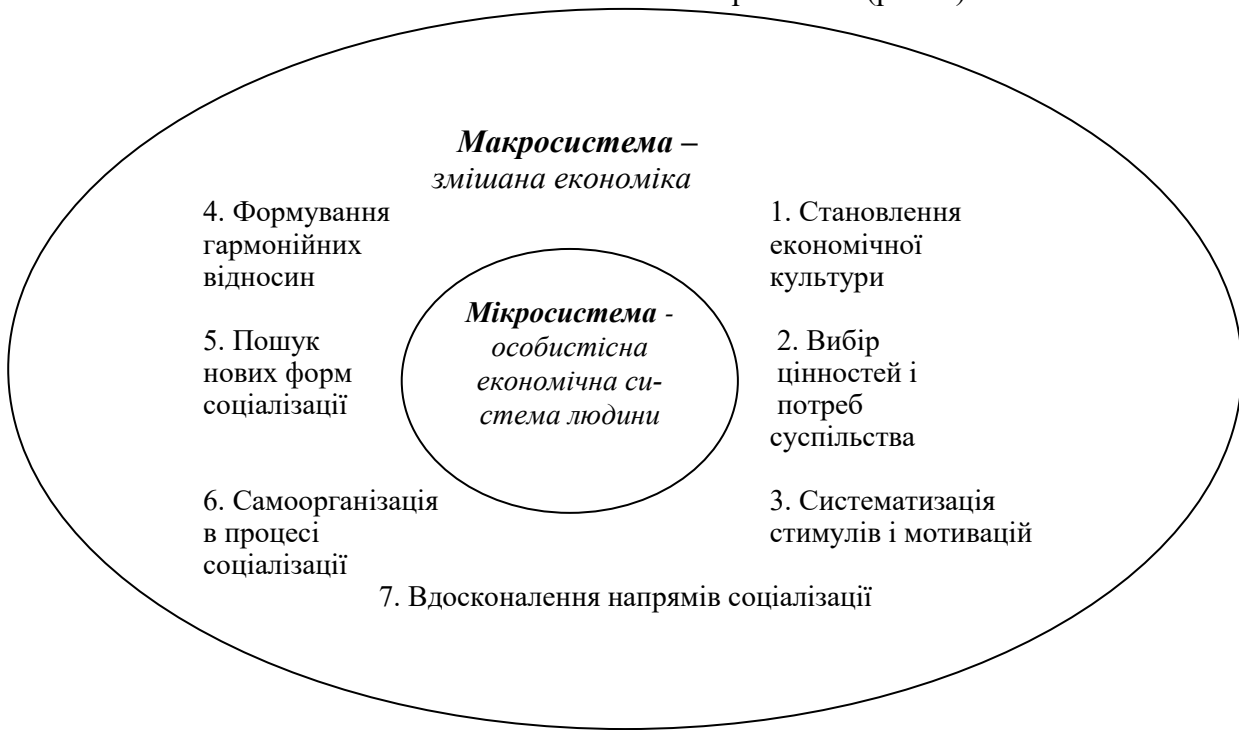 Макросистема –
змішана економіка
4. Формування
гармонійних
відносин
1. Становлення
економічної
культури
Мікросистема -
особистісна
економічна си-
стема людини
5. Пошук
нових форм
соціалізації
2. Вибір
цінностей і
потреб
суспільства
6. Самоорганізація
в процесі
соціалізації
3. Систематизація
стимулів і мотивацій
7. Вдосконалення напрямів соціалізації